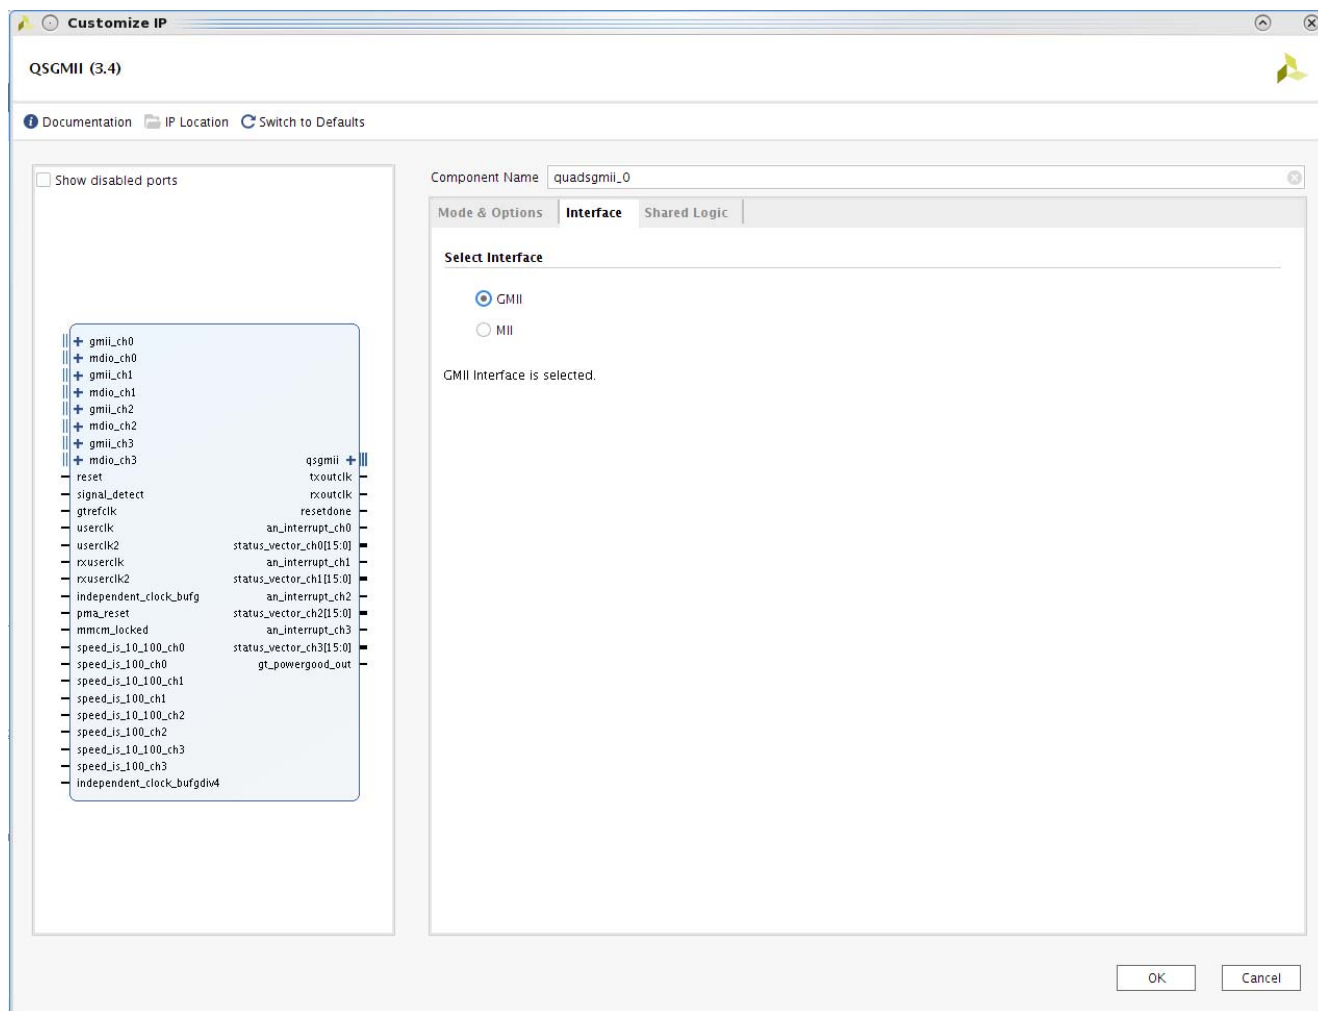 Customize IP
QSGMII (3.4)
Documentation IP Location Switch to Defaults
Show disabled ports
Component Name quadsgmii_0
Mode & Options Interface Shared Logic
Select Interface
GMII
MII
GMII Interface is selected.
gmii_ch0
mdio_ch0
gmii_ch1
mdio_ch1
gmii_ch2
mdio_ch2
gmii_ch3
mdio_ch3 qsgmii
reset txoutclk
signal_detect rxoutclk
gtrefclk resetdone
userclk an_interrupt_ch0
userclk2 status_vector_ch0[15:0]
rxuserclk an_interrupt_ch1
rxuserclk2 status_vector_ch1[15:0]
independent_clock_bufg an_interrupt_ch2
pma_reset status_vector_ch2[15:0]
mmcm_locked an_interrupt_ch3
speed_is_10_100_ch0 status_vector_ch3[15:0]
speed_is_100_ch0 gt_powergood_out
speed_is_10_100_ch1
speed_is_100_ch1
speed_is_10_100_ch2
speed_is_100_ch2
speed_is_10_100_ch3
speed_is_100_ch3
independent_clock_bufgdiv4
OK Cancel